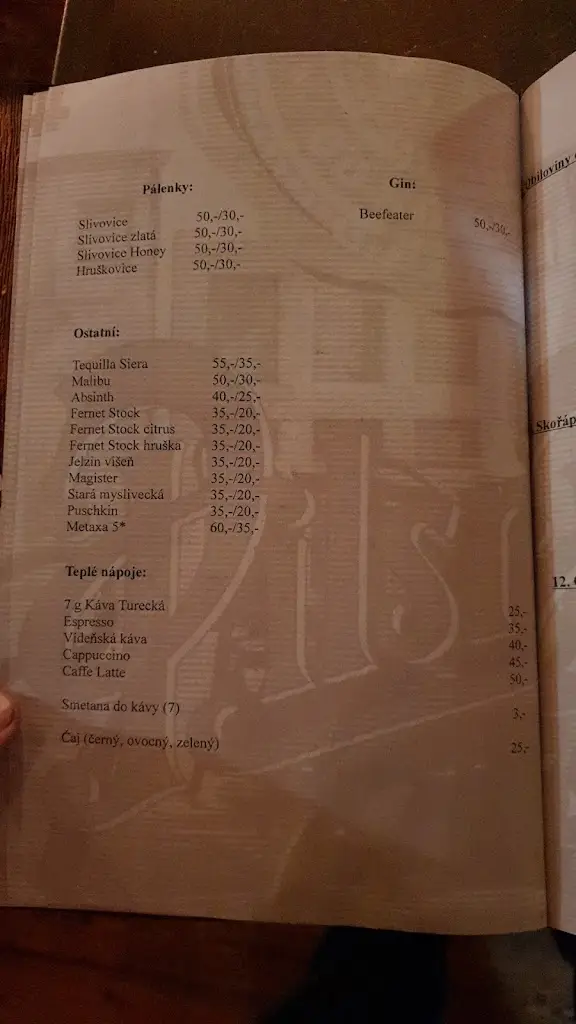 Pálenky:
Slivovice 50,-/30,-
Slivovice zlatá 50,-/30,-
Slivovice Honey 50,-/30,-
Hruškovice 50,-/30,-
Gin:
Beefeater 50,-/30,-
Ostatní:
Tequilla Siera 55,-/35,-
Malibu 50,-/30,-
Absinth 40,-/25,-
Fernet Stock 35,-/20,-
Fernet Stock citrus 35,-/20,-
Fernet Stock hruška 35,-/20,-
Jelzin višeň 35,-/20,-
Magister 35,-/20,-
Stará myslivecká 35,-/20,-
Puschkin 35,-/20,-
Metaxa 5* 60,-/35,-
Teplé nápoje:
7 g Káva Turecká 25,-
Espresso 35,-
Vídeňská káva 40,-
Cappuccino 45,-
Caffe Latte 50,-
Smetana do kávy (7) 3,-
Čaj (černý, ovocný, zelený) 25,-
Pils
Obiloviny
Skořáp
12.